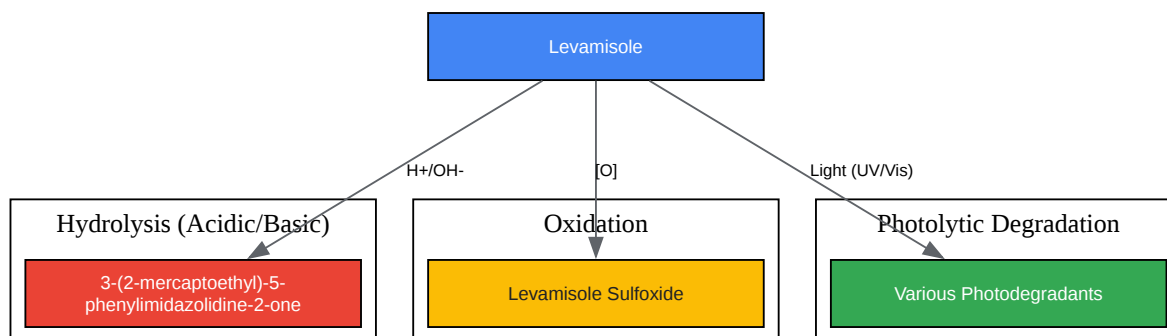 Levamisole
H+/OH-
[O]
Light (UV/Vis)
Hydrolysis (Acidic/Basic)
Oxidation
Photolytic Degradation
3-(2-mercaptoethyl)-5-
phenylimidazolidine-2-one
Levamisole Sulfoxide
Various Photodegradants